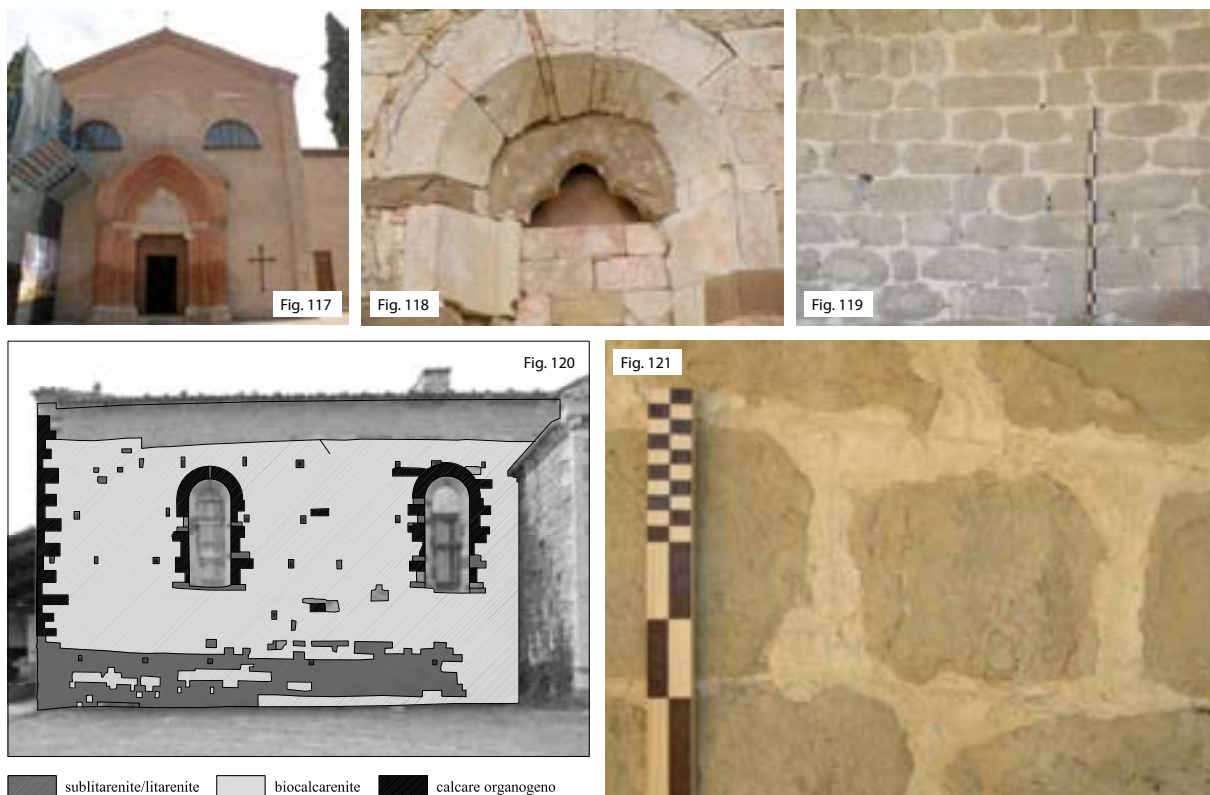 Fig. 117
Fig. 118
Fig. 119
Fig. 120
Fig. 121
sublitarenite/litarenite
biocalcarenite
calcare organogeno